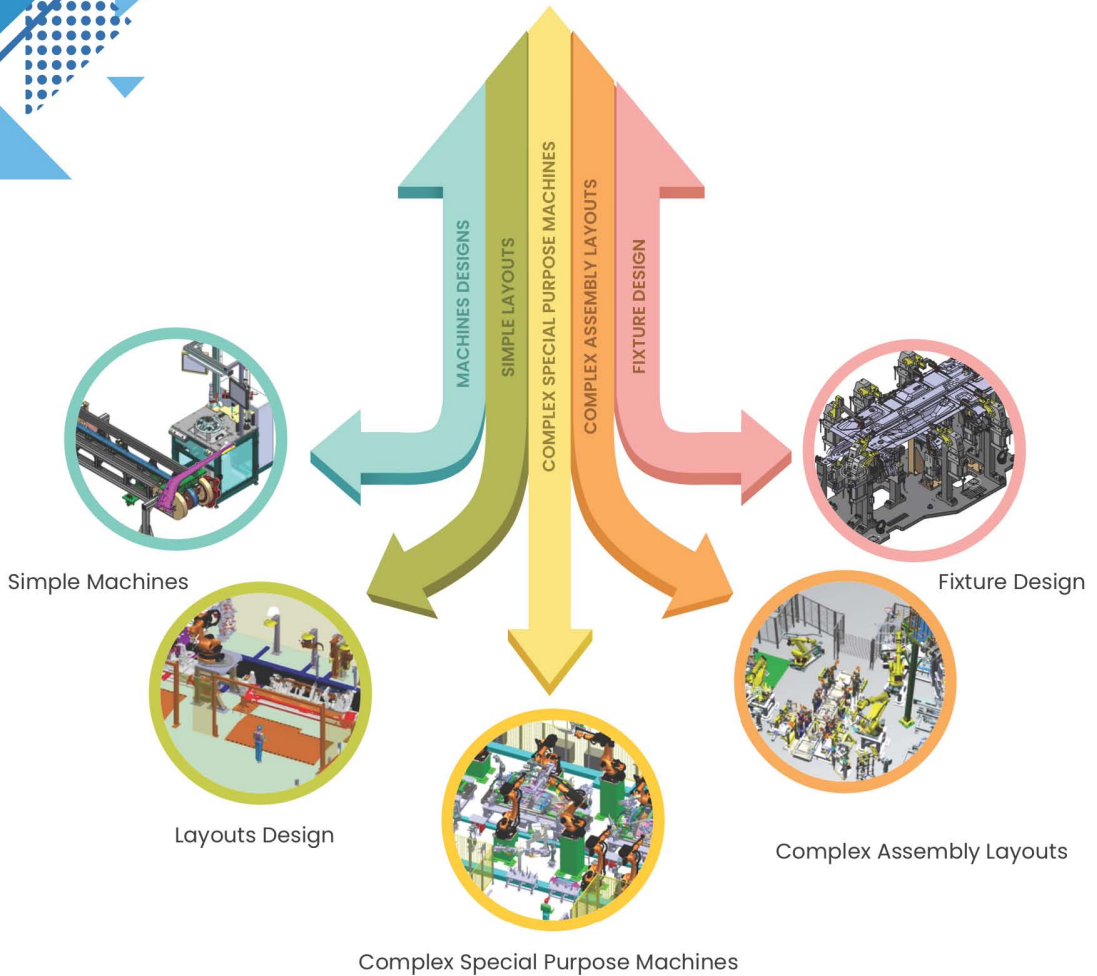 MACHINES DESIGNS
SIMPLE LAYOUTS
COMPLEX SPECIAL PURPOSE MACHINES
COMPLEX ASSEMBLY LAYOUTS
FIXTURE DESIGN
Simple Machines
Fixture Design
Layouts Design
Complex Assembly Layouts
Complex Special Purpose Machines